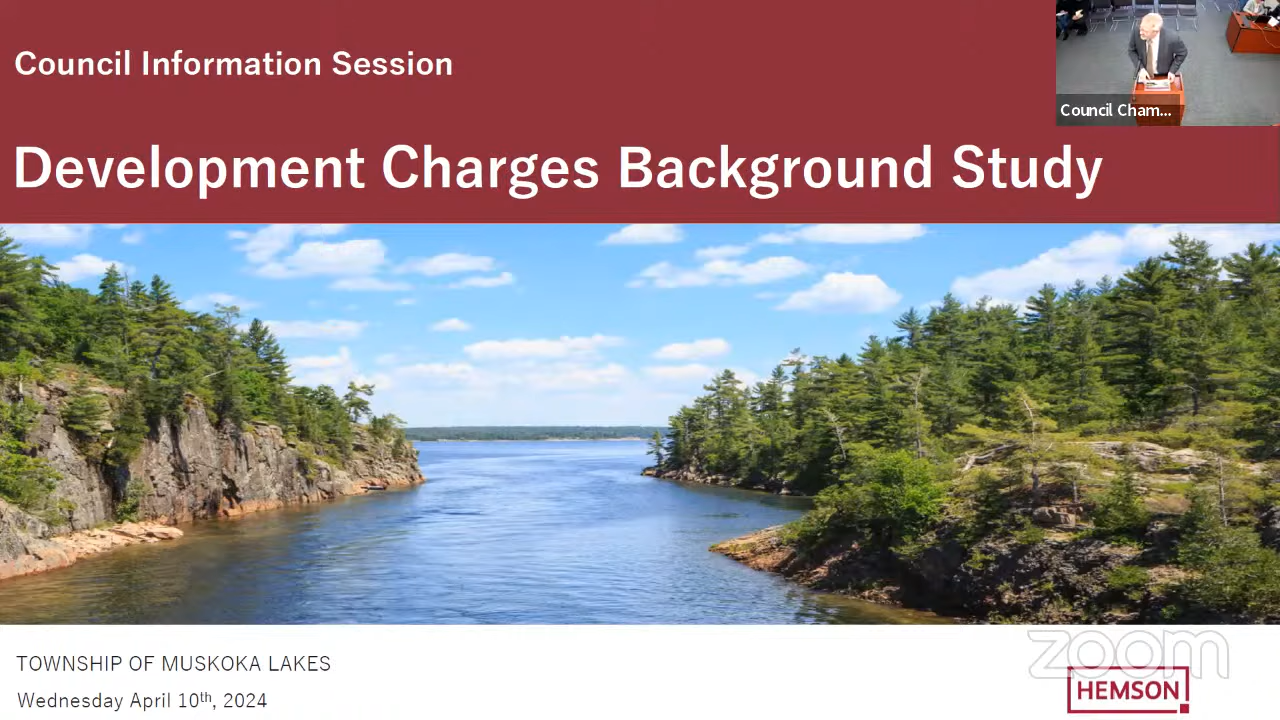 Council Information Session
Council Cham...
Development Charges Background Study
TOWNSHIP OF MUSKOKA LAKES
Wednesday April 10th, 2024
zoom
HEMSON